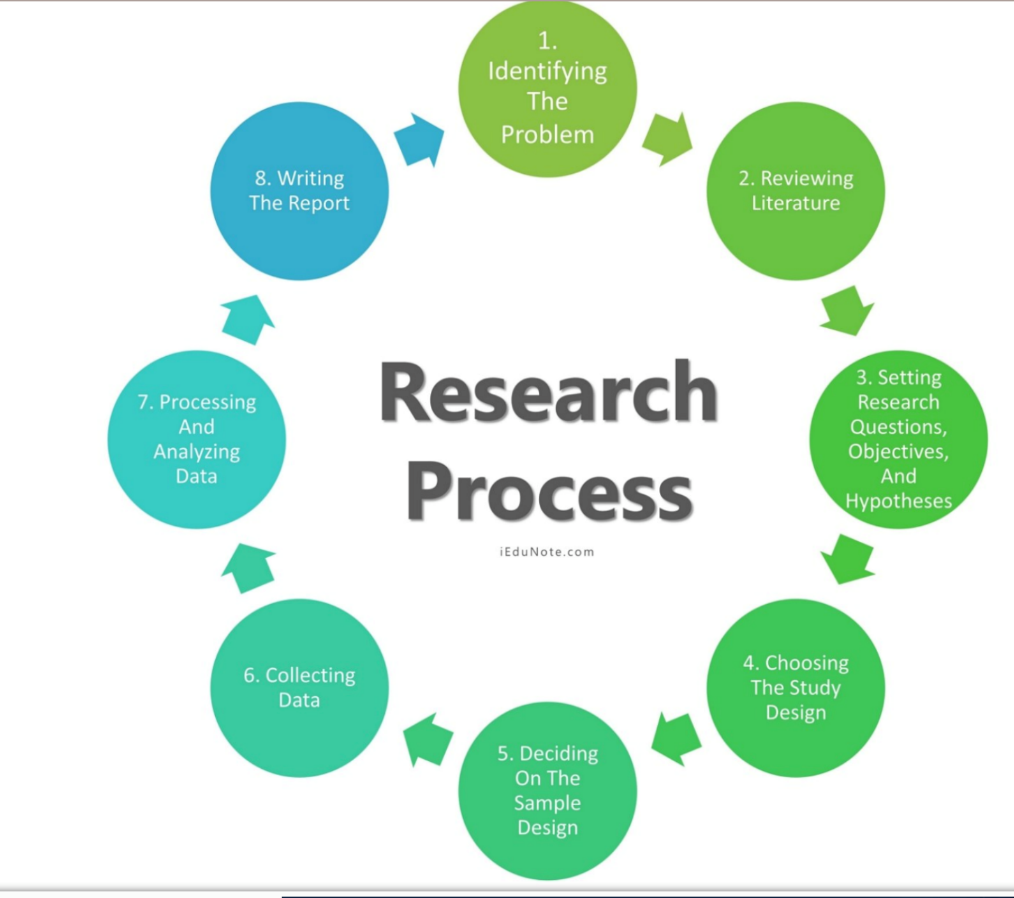 1.
Identifying
The
Problem
2. Reviewing
Literature
3. Setting
Research
Questions,
Objectives,
And
Hypotheses
4. Choosing
The Study
Design
5. Deciding
On The
Sample
Design
6. Collecting
Data
7. Processing
And
Analyzing
Data
8. Writing
The Report
Research
Process
iEduNote.com